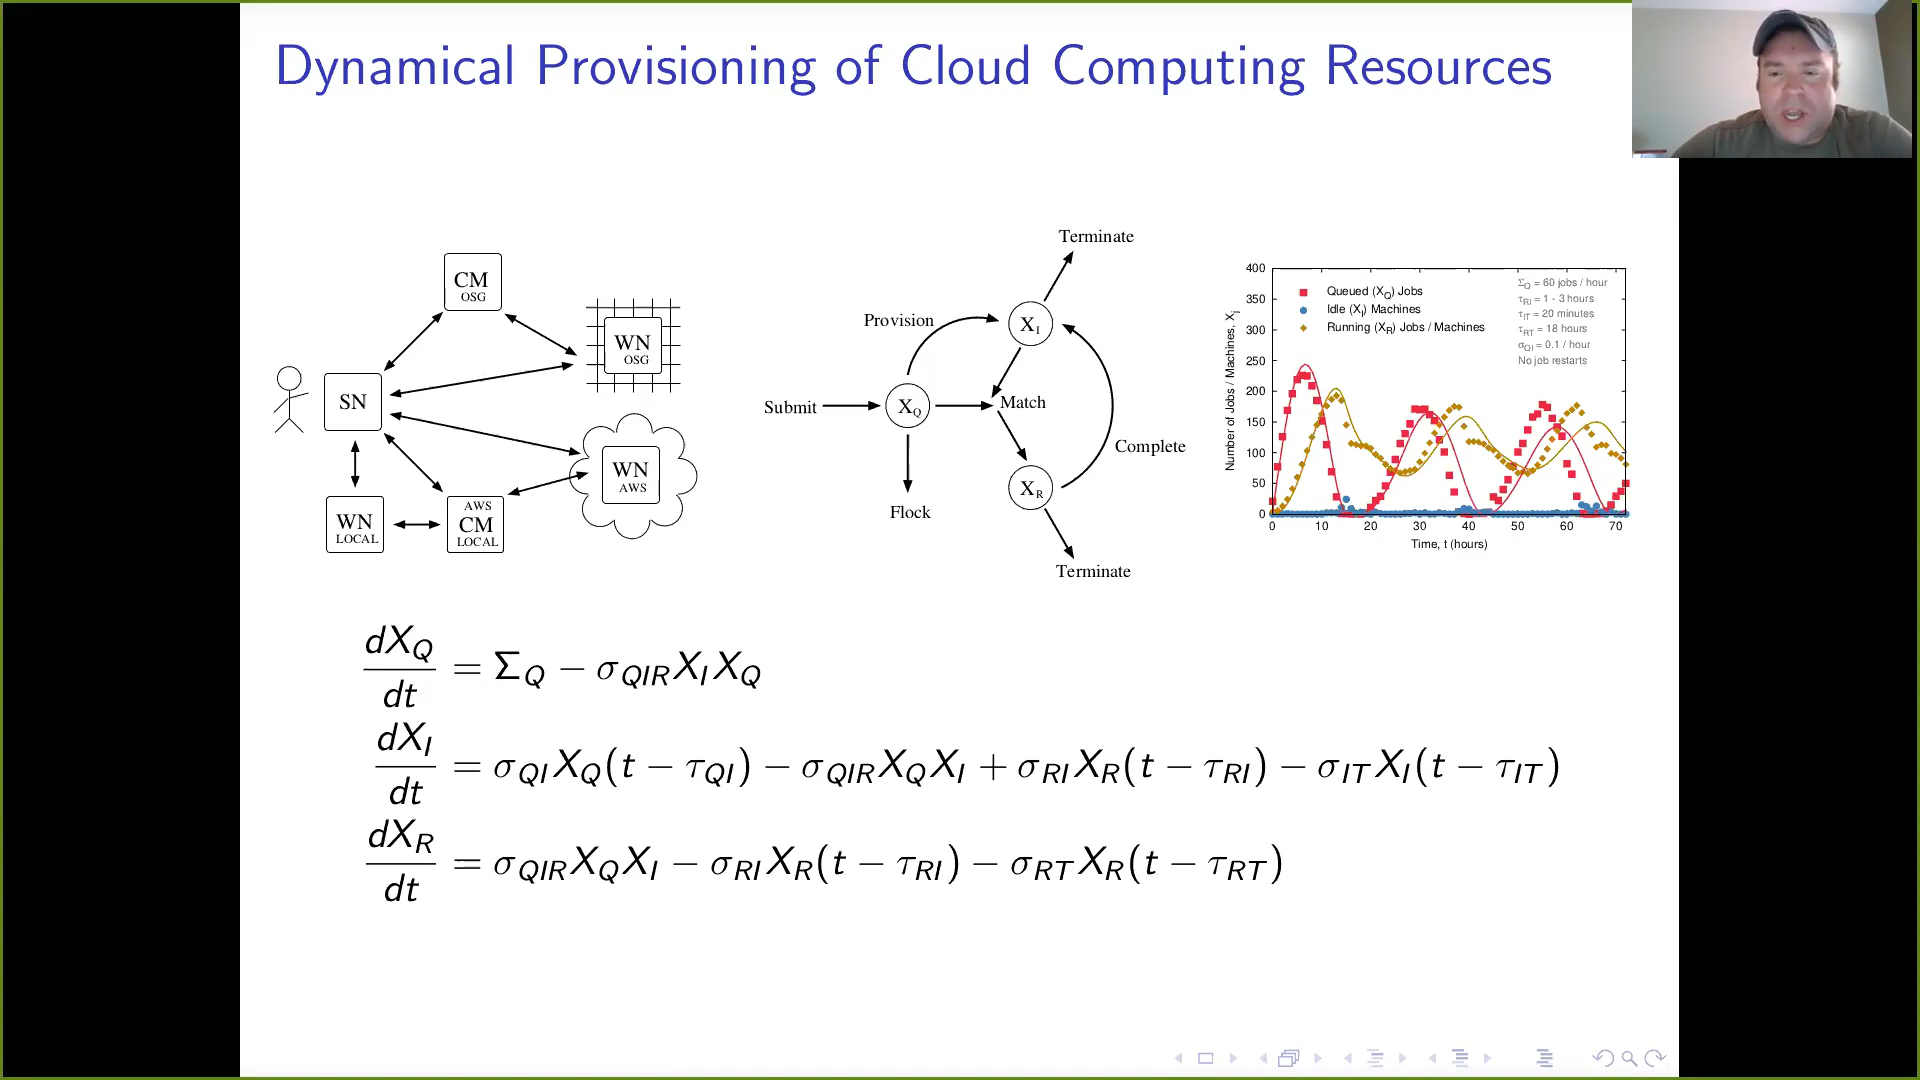 Dynamical Provisioning of Cloud Computing Resources
CM
OSG
WN
OSG
SN
WN
AWS
WN
LOCAL
AWS
CM
LOCAL
Terminate
Provision
X_I
Submit
X_Q
Match
Complete
X_R
Flock
Terminate
400
350
300
250
200
150
100
50
0
Number of Jobs / Machines, X_j
Queued (X_Q) Jobs
Idle (X_I) Machines
Running (X_R) Jobs / Machines
Σ_Q = 60 jobs / hour
τ_RI = 1 - 3 hours
τ_IT = 20 minutes
τ_RT = 18 hours
σ_QI = 0.1 / hour
No job restarts
0 10 20 30 40 50 60 70
Time, t (hours)
dX_Q/dt = Σ_Q − σ_QIR X_I X_Q
dX_I/dt = σ_QI X_Q(t − τ_QI) − σ_QIR X_Q X_I + σ_RI X_R(t − τ_RI) − σ_IT X_I(t − τ_IT)
dX_R/dt = σ_QIR X_Q X_I − σ_RI X_R(t − τ_RI) − σ_RT X_R(t − τ_RT)